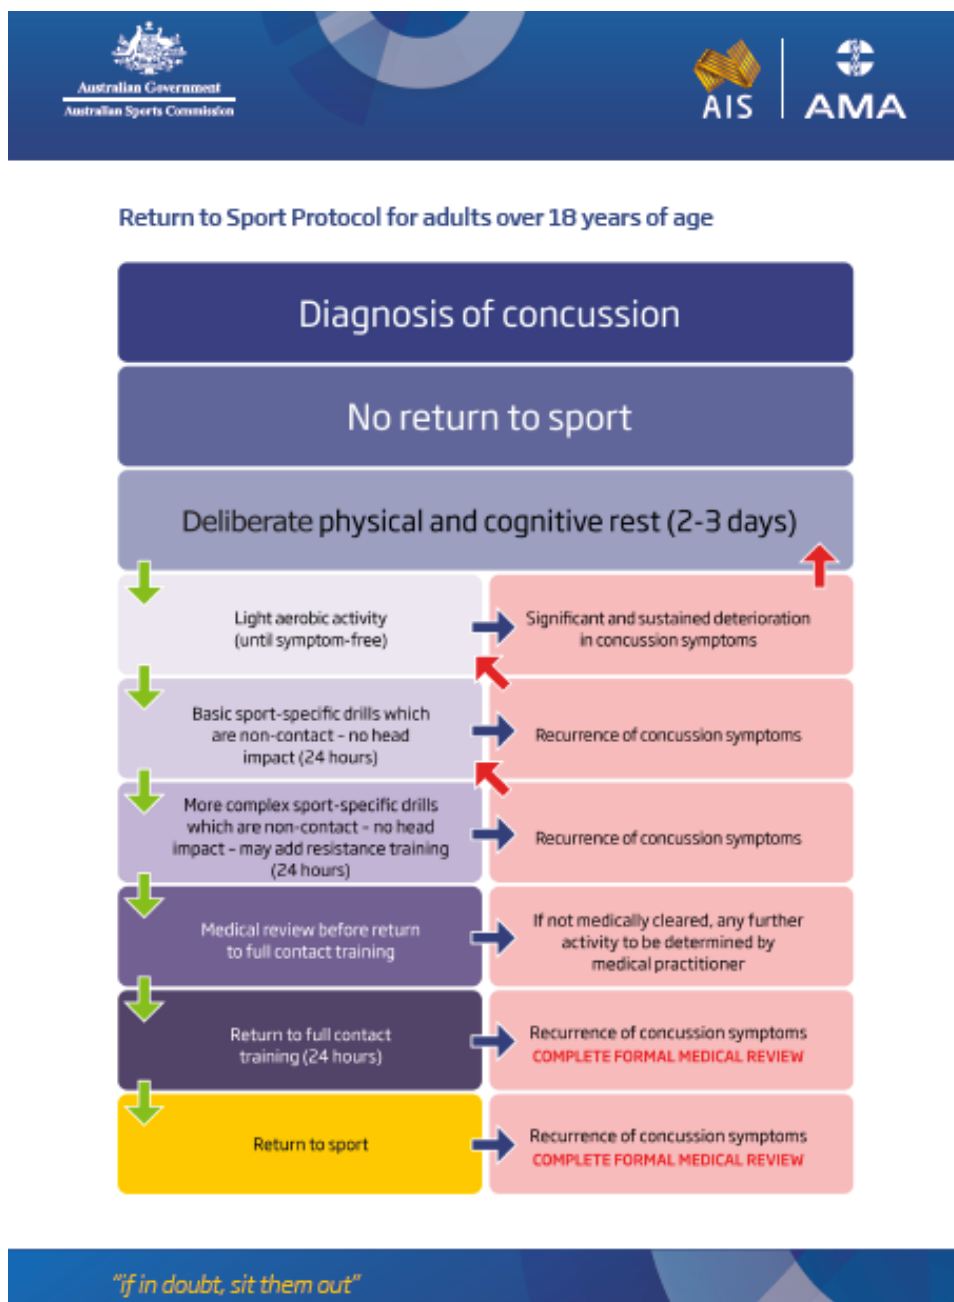 Australian Government
Australian Sports Commission
AIS
AMA
Return to Sport Protocol for adults over 18 years of age
Diagnosis of concussion
No return to sport
Deliberate physical and cognitive rest (2-3 days)
Light aerobic activity
(until symptom-free)
Significant and sustained deterioration
in concussion symptoms
Basic sport-specific drills which
are non-contact – no head
impact (24 hours)
Recurrence of concussion symptoms
More complex sport-specific drills
which are non-contact – no head
impact – may add resistance training
(24 hours)
Recurrence of concussion symptoms
Medical review before return
to full contact training
If not medically cleared, any further
activity to be determined by
medical practitioner
Return to full contact
training (24 hours)
Recurrence of concussion symptoms
COMPLETE FORMAL MEDICAL REVIEW
Return to sport
Recurrence of concussion symptoms
COMPLETE FORMAL MEDICAL REVIEW
"if in doubt, sit them out"